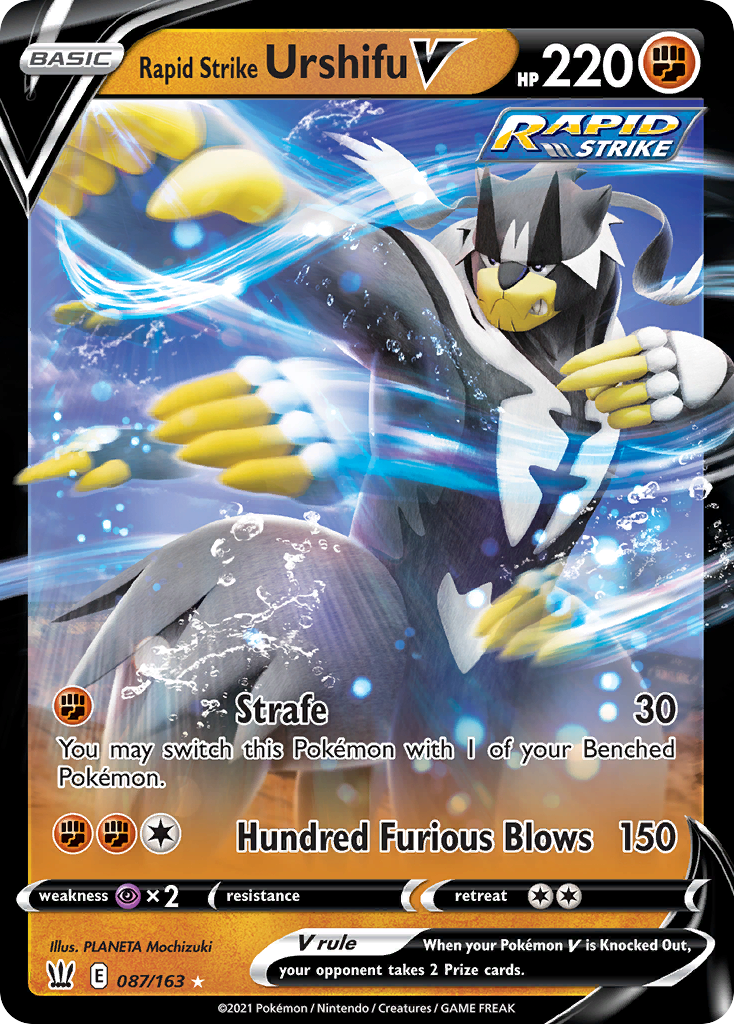 BASIC
Rapid Strike Urshifu V HP 220
RAPID
STRIKE
Strafe 30
You may switch this Pokémon with 1 of your Benched
Pokémon.
Hundred Furious Blows 150
weakness ×2 resistance retreat
Illus. PLANETA Mochizuki
V rule When your Pokémon V is Knocked Out,
your opponent takes 2 Prize cards.
E 087/163 ★
©2021 Pokémon / Nintendo / Creatures / GAME FREAK